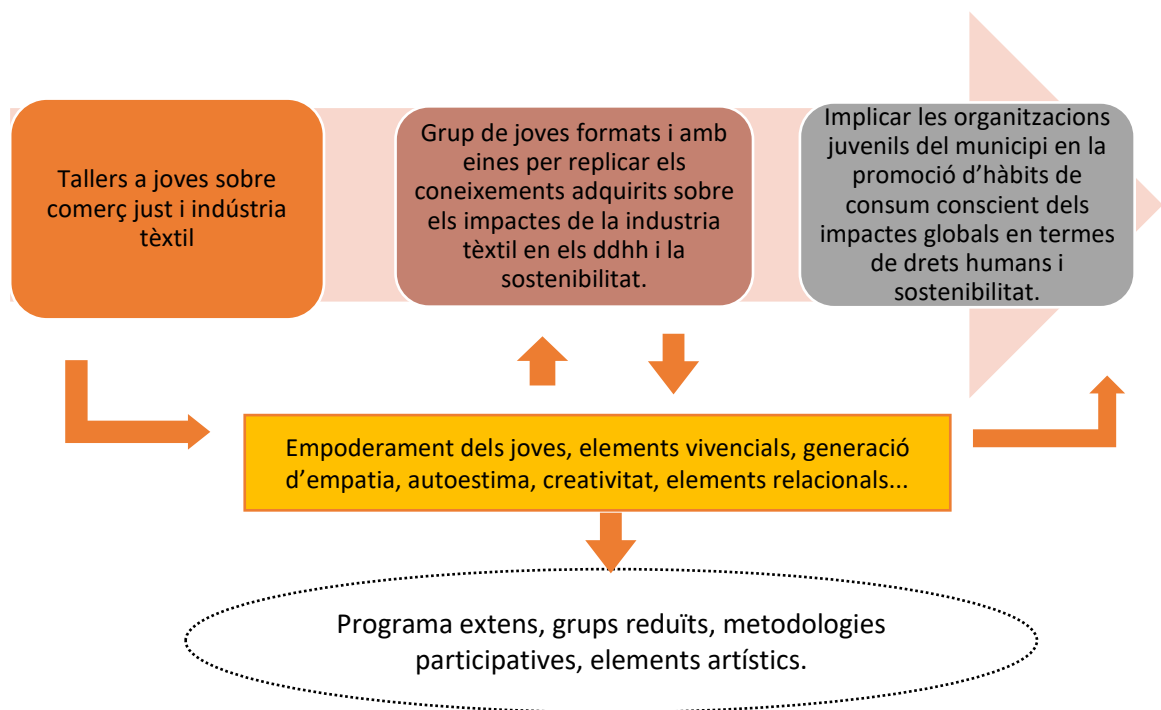 Tallers a joves sobre
comerç just i indústria
tèxtil
Grup de joves formats i amb
eines per replicar els
coneixements adquirits sobre
els impactes de la industria
tèxtil en els ddhh i la
sostenibilitat.
Implicar les organitzacions
juvenils del municipi en la
promoció d’hàbits de
consum conscient dels
impactes globals en termes
de drets humans i
sostenibilitat.
Empoderament dels joves, elements vivencials, generació
d’empatia, autoestima, creativitat, elements relacionals...
Programa extens, grups reduïts, metodologies
participatives, elements artístics.